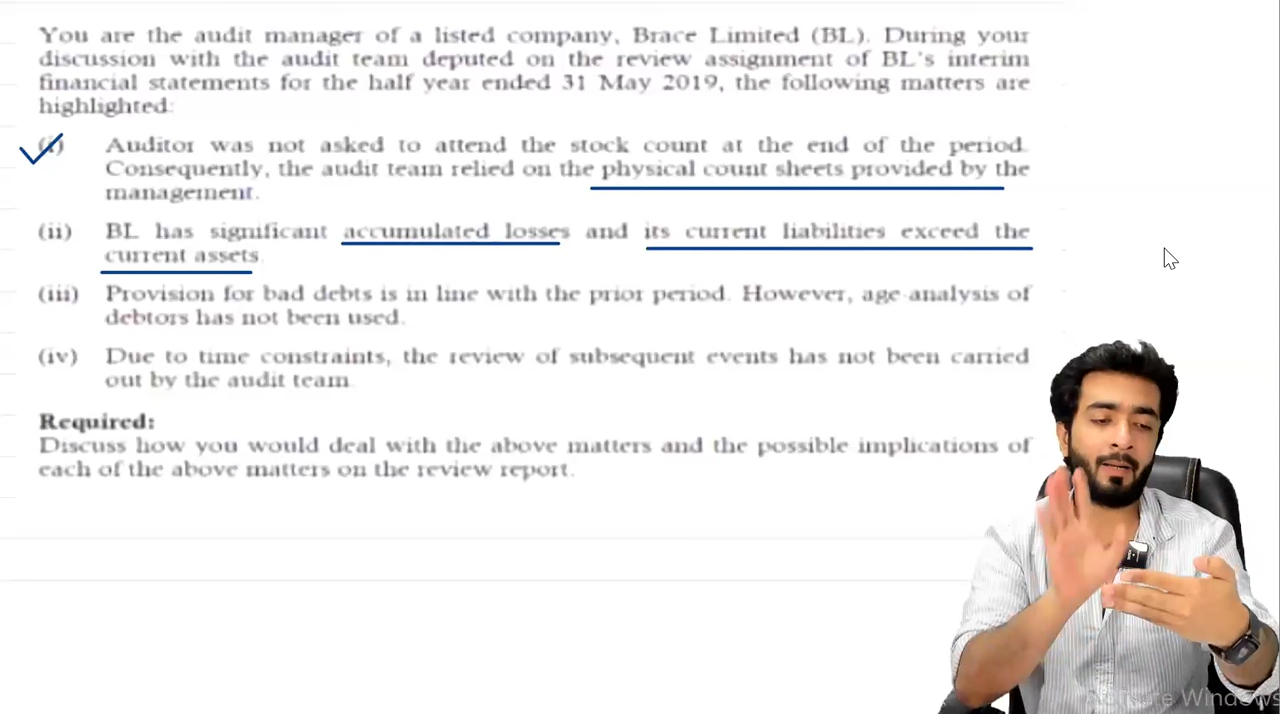 You are the audit manager of a listed company, Brace Limited (BL). During your
discussion with the audit team deputed on the review assignment of BL's interim
financial statements for the half year ended 31 May 2019, the following matters are
highlighted:
(i) Auditor was not asked to attend the stock count at the end of the period.
Consequently, the audit team relied on the physical count sheets provided by the
management.
(ii) BL has significant accumulated losses and its current liabilities exceed the
current assets.
(iii) Provision for bad debts is in line with the prior period. However, age analysis of
debtors has not been used.
(iv) Due to time constraints, the review of subsequent events has not been carried
out by the audit team.
Required:
Discuss how you would deal with the above matters and the possible implications of
each of the above matters on the review report.
Activate Windows